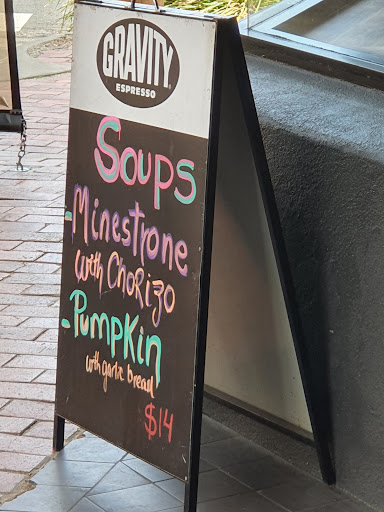 GRAVITY
ESPRESSO
Soups
-Minestrone
with Chorizo
-Pumpkin
with garlic bread
$14